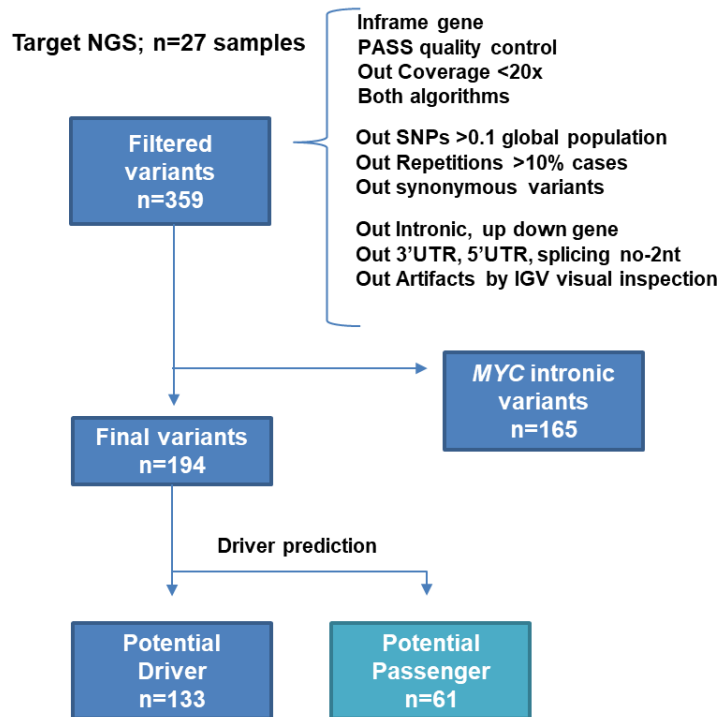 Target NGS; n=27 samples
Inframe gene
PASS quality control
Out Coverage <20x
Both algorithms
Out SNPs >0.1 global population
Out Repetitions >10% cases
Out synonymous variants
Out Intronic, up down gene
Out 3'UTR, 5'UTR, splicing no-2nt
Out Artifacts by IGV visual inspection
Filtered
variants
n=359
MYC intronic
variants
n=165
Final variants
n=194
Driver prediction
Potential
Driver
n=133
Potential
Passenger
n=61